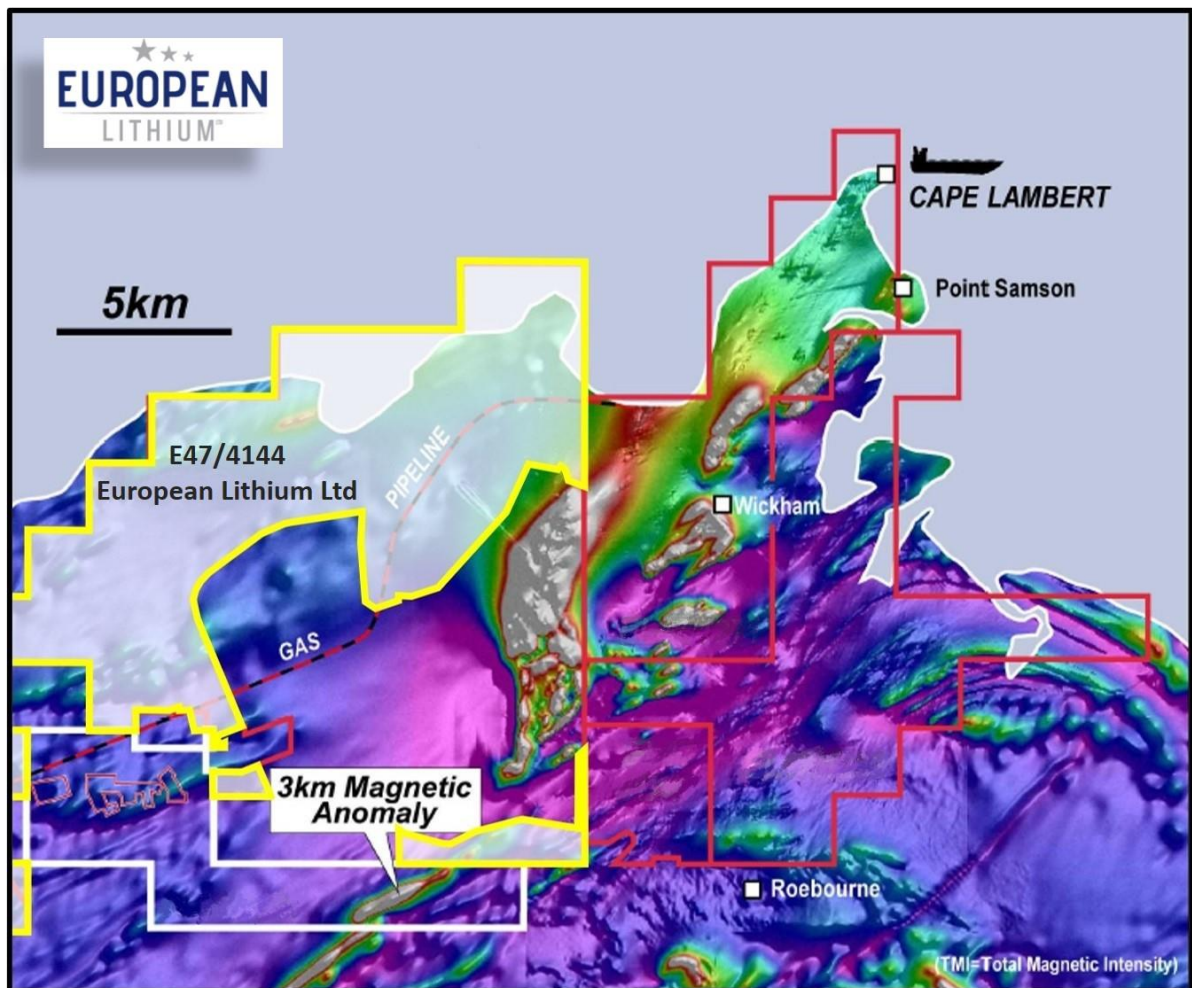 EUROPEAN
LITHIUM
CAPE LAMBERT
Point Samson
5km
E47/4144
European Lithium Ltd
PIPELINE
Wickham
GAS
3km Magnetic
Anomaly
Roebourne
(TMI=Total Magnetic Intensity)